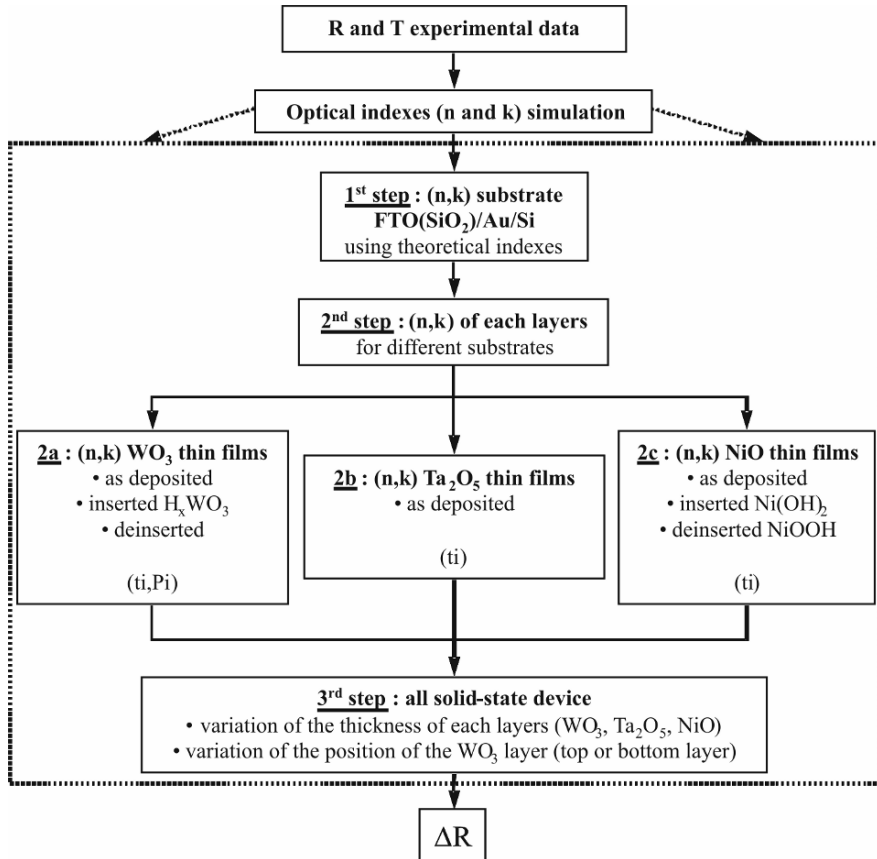 R and T experimental data
Optical indexes (n and k) simulation
1st step : (n,k) substrate
FTO(SiO₂)/Au/Si
using theoretical indexes
2nd step : (n,k) of each layers
for different substrates
2a : (n,k) WO₃ thin films
• as deposited
• inserted HₓWO₃
• deinserted
(ti,Pi)
2b : (n,k) Ta₂O₅ thin films
• as deposited
(ti)
2c : (n,k) NiO thin films
• as deposited
• inserted Ni(OH)₂
• deinserted NiOOH
(ti)
3rd step : all solid-state device
• variation of the thickness of each layers (WO₃, Ta₂O₅, NiO)
• variation of the position of the WO₃ layer (top or bottom layer)
ΔR